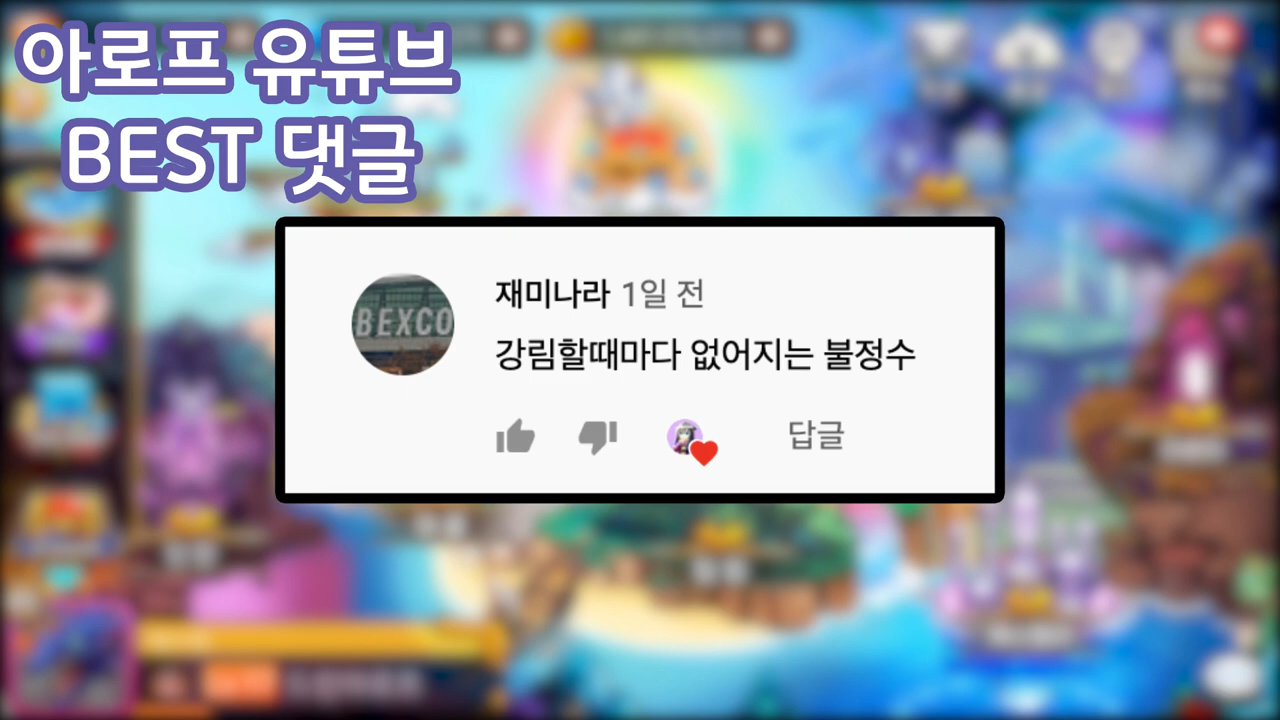 아로프 유튜브
BEST 댓글
BEXCO
재미나라 1일 전
강림할때마다 없어지는 불정수
답글